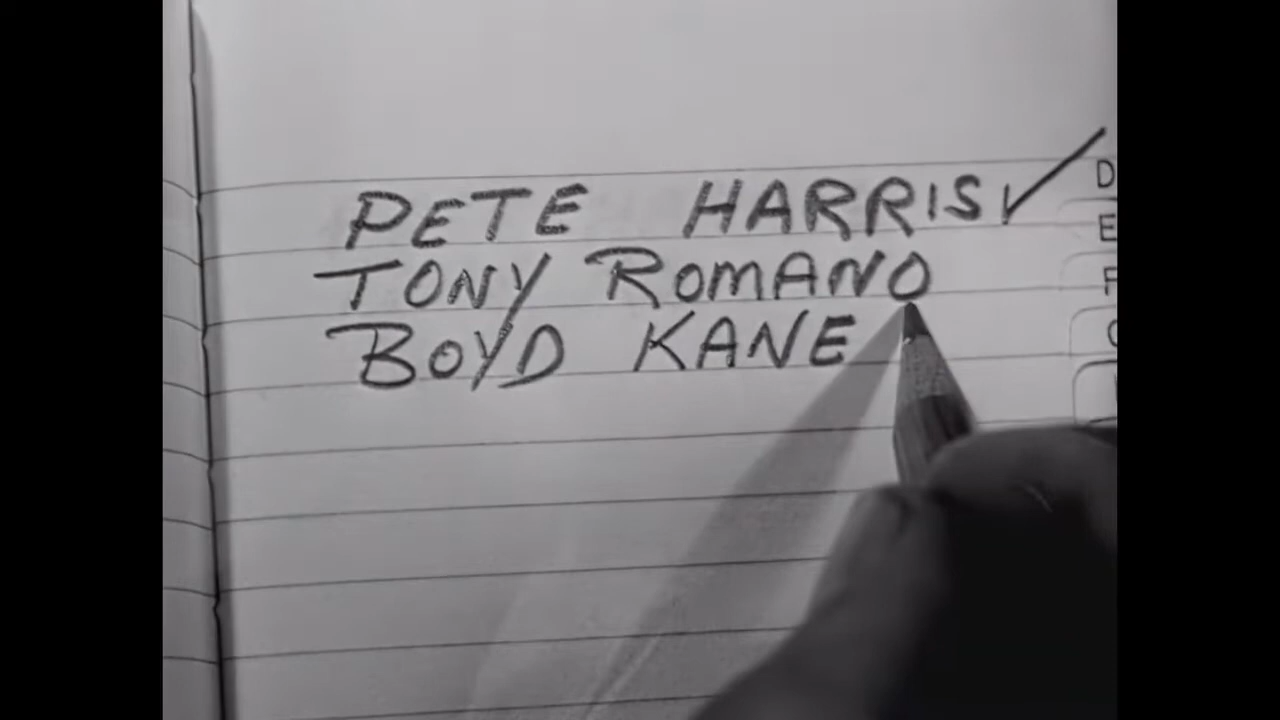 PETE HARRIS ✓
TONY ROMANO
BOYD KANE
D
E
F